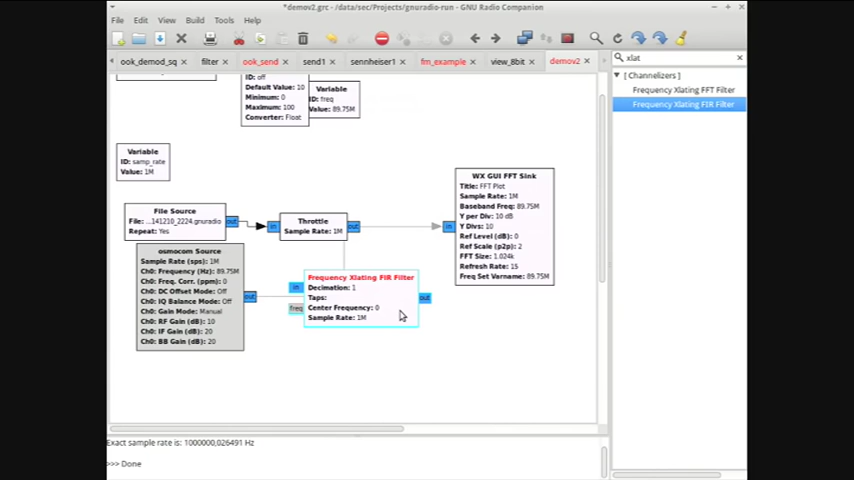 *demov2.grc - /data/sec/Projects/gnuradio-run - GNU Radio Companion
File Edit View Build Tools Help
ook_demod_sq filter ook_send send1 sennheiser1 fm_example view_8bit demov2
xlat
[ Channelizers ]
Frequency Xlating FFT Filter
Frequency Xlating FIR Filter
ID: off
Default Value: 10
Minimum: 0
Maximum: 100
Converter: Float
Variable
ID: freq
Value: 89.75M
Variable
ID: samp_rate
Value: 1M
File Source
File: ...141210_2224.gnuradio
Repeat: Yes
out
in
Throttle
Sample Rate: 1M
out
in
WX GUI FFT Sink
Title: FFT Plot
Sample Rate: 1M
Baseband Freq: 89.75M
Y per Div: 10 dB
Y Divs: 10
Ref Level (dB): 0
Ref Scale (p2p): 2
FFT Size: 1.024k
Refresh Rate: 15
Freq Set Varname: 89.75M
osmocom Source
Sample Rate (sps): 1M
Ch0: Frequency (Hz): 89.75M
Ch0: Freq. Corr. (ppm): 0
Ch0: DC Offset Mode: Off
Ch0: IQ Balance Mode: Off
Ch0: Gain Mode: Manual
Ch0: RF Gain (dB): 10
Ch0: IF Gain (dB): 20
Ch0: BB Gain (dB): 20
out
in
freq
Frequency Xlating FIR Filter
Decimation: 1
Taps:
Center Frequency: 0
Sample Rate: 1M
out
Exact sample rate is: 1000000,026491 Hz
>>> Done